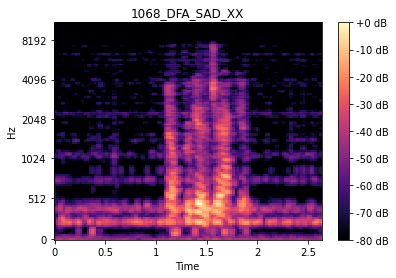 1068_DFA_SAD_XX
Hz
8192
4096
2048
1024
512
0
0
0.5
1
1.5
2
2.5
Time
+0 dB
-10 dB
-20 dB
-30 dB
-40 dB
-50 dB
-60 dB
-70 dB
-80 dB